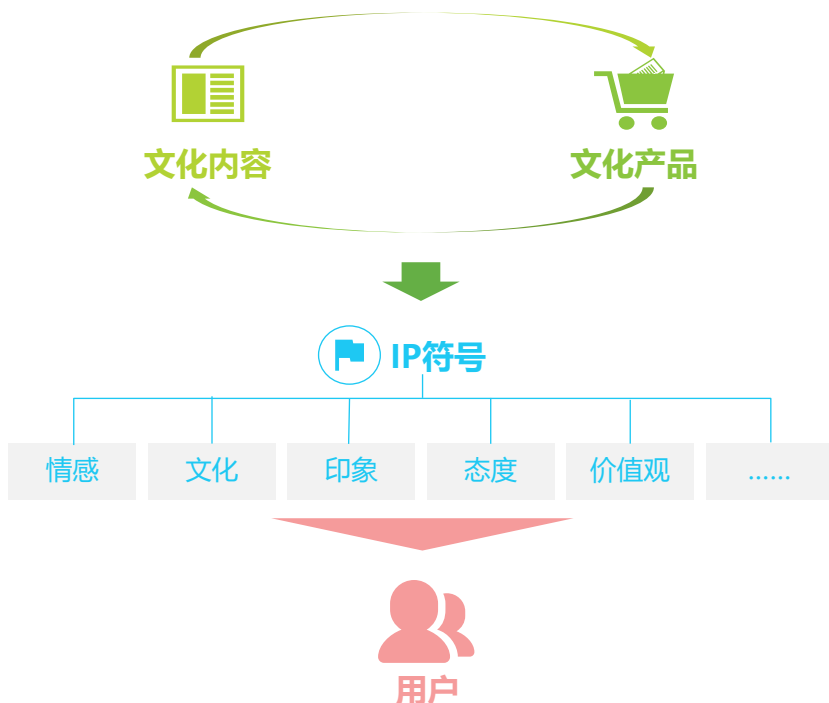 文化内容 文化产品
IP符号
情感 文化 印象 态度 价值观 ......
用户